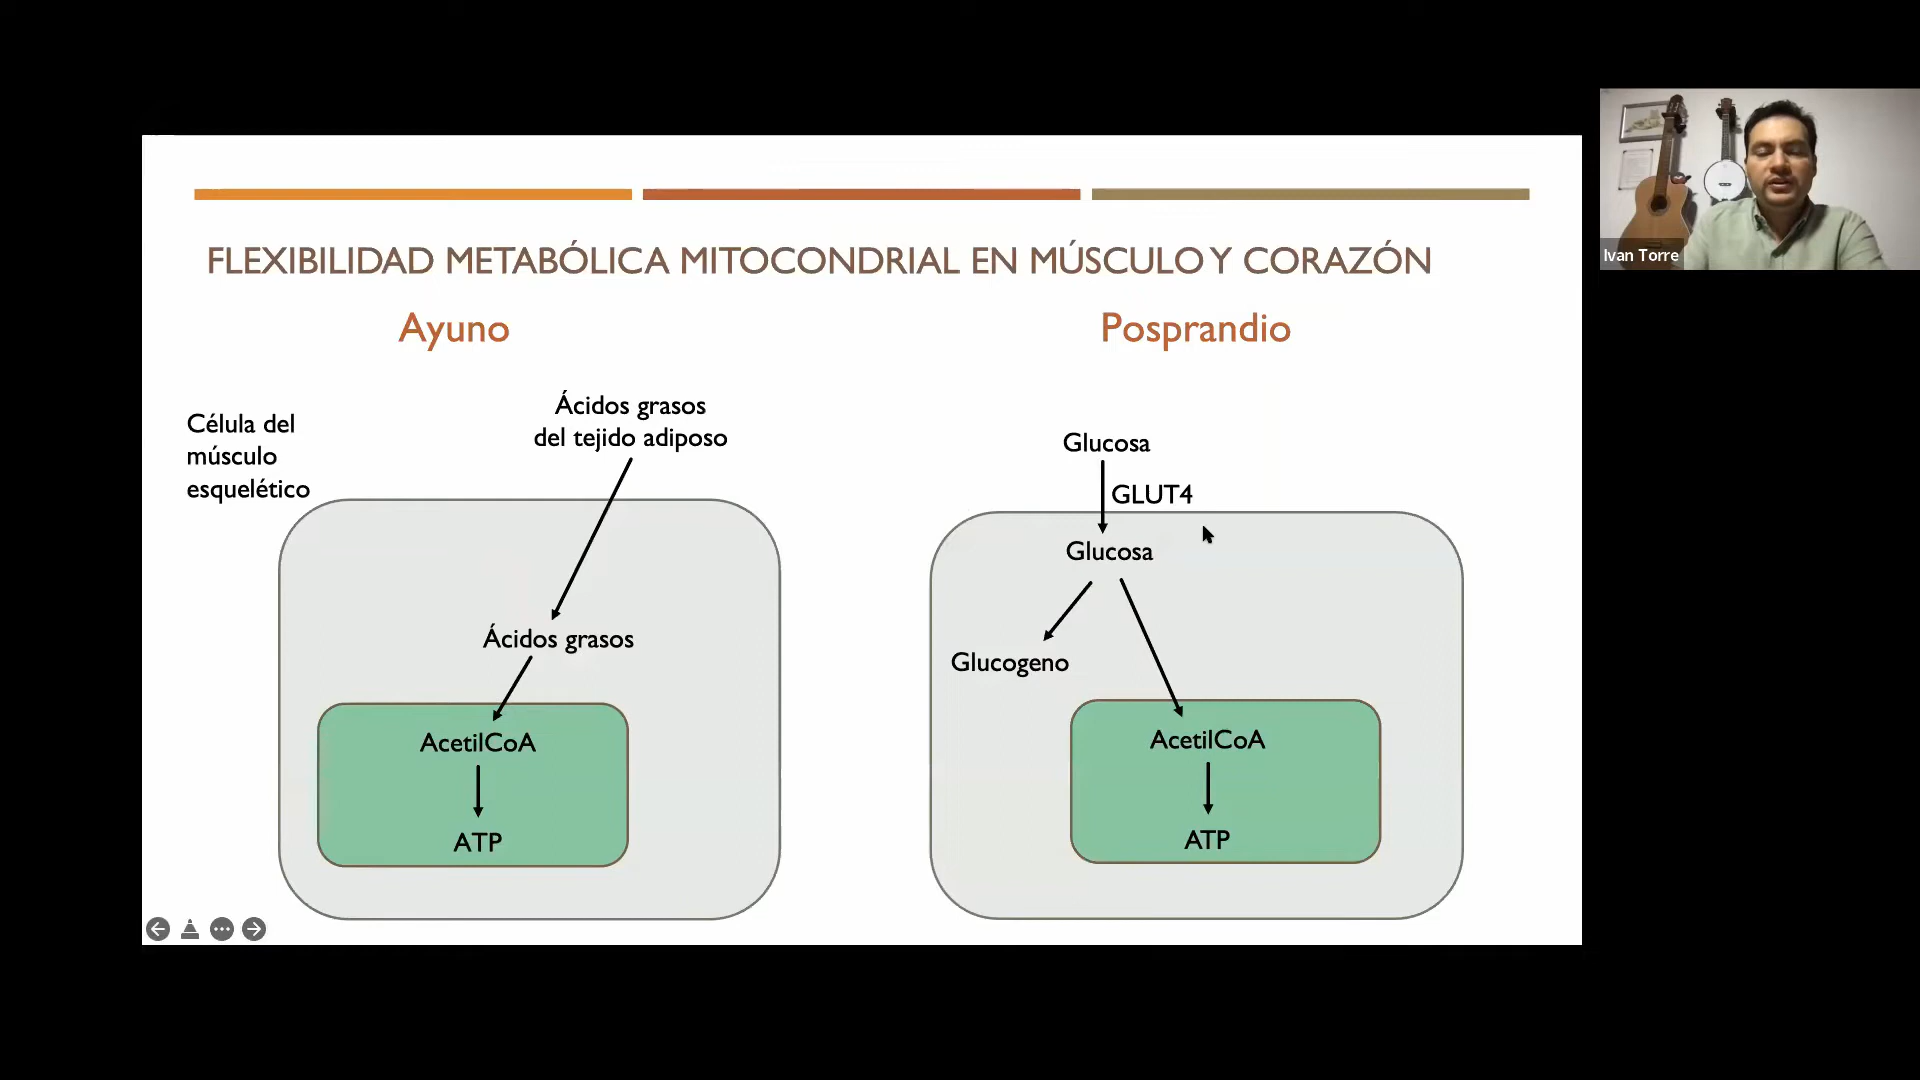 FLEXIBILIDAD METABÓLICA MITOCONDRIAL EN MÚSCULO Y CORAZÓN
Ayuno
Posprandio
Célula del
músculo
esquelético
Ácidos grasos
del tejido adiposo
Ácidos grasos
AcetilCoA
ATP
Glucosa
GLUT4
Glucosa
Glucogeno
AcetilCoA
ATP
Ivan Torre